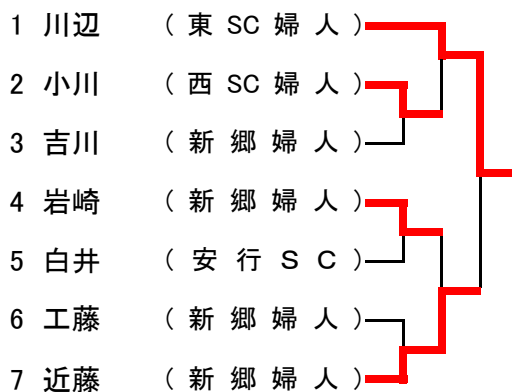 1 川辺 (東 SC 婦人)
2 小川 (西 SC 婦人)
3 吉川 (新郷婦人)
4 岩崎 (新郷婦人)
5 白井 (安行SC)
6 工藤 (新郷婦人)
7 近藤 (新郷婦人)